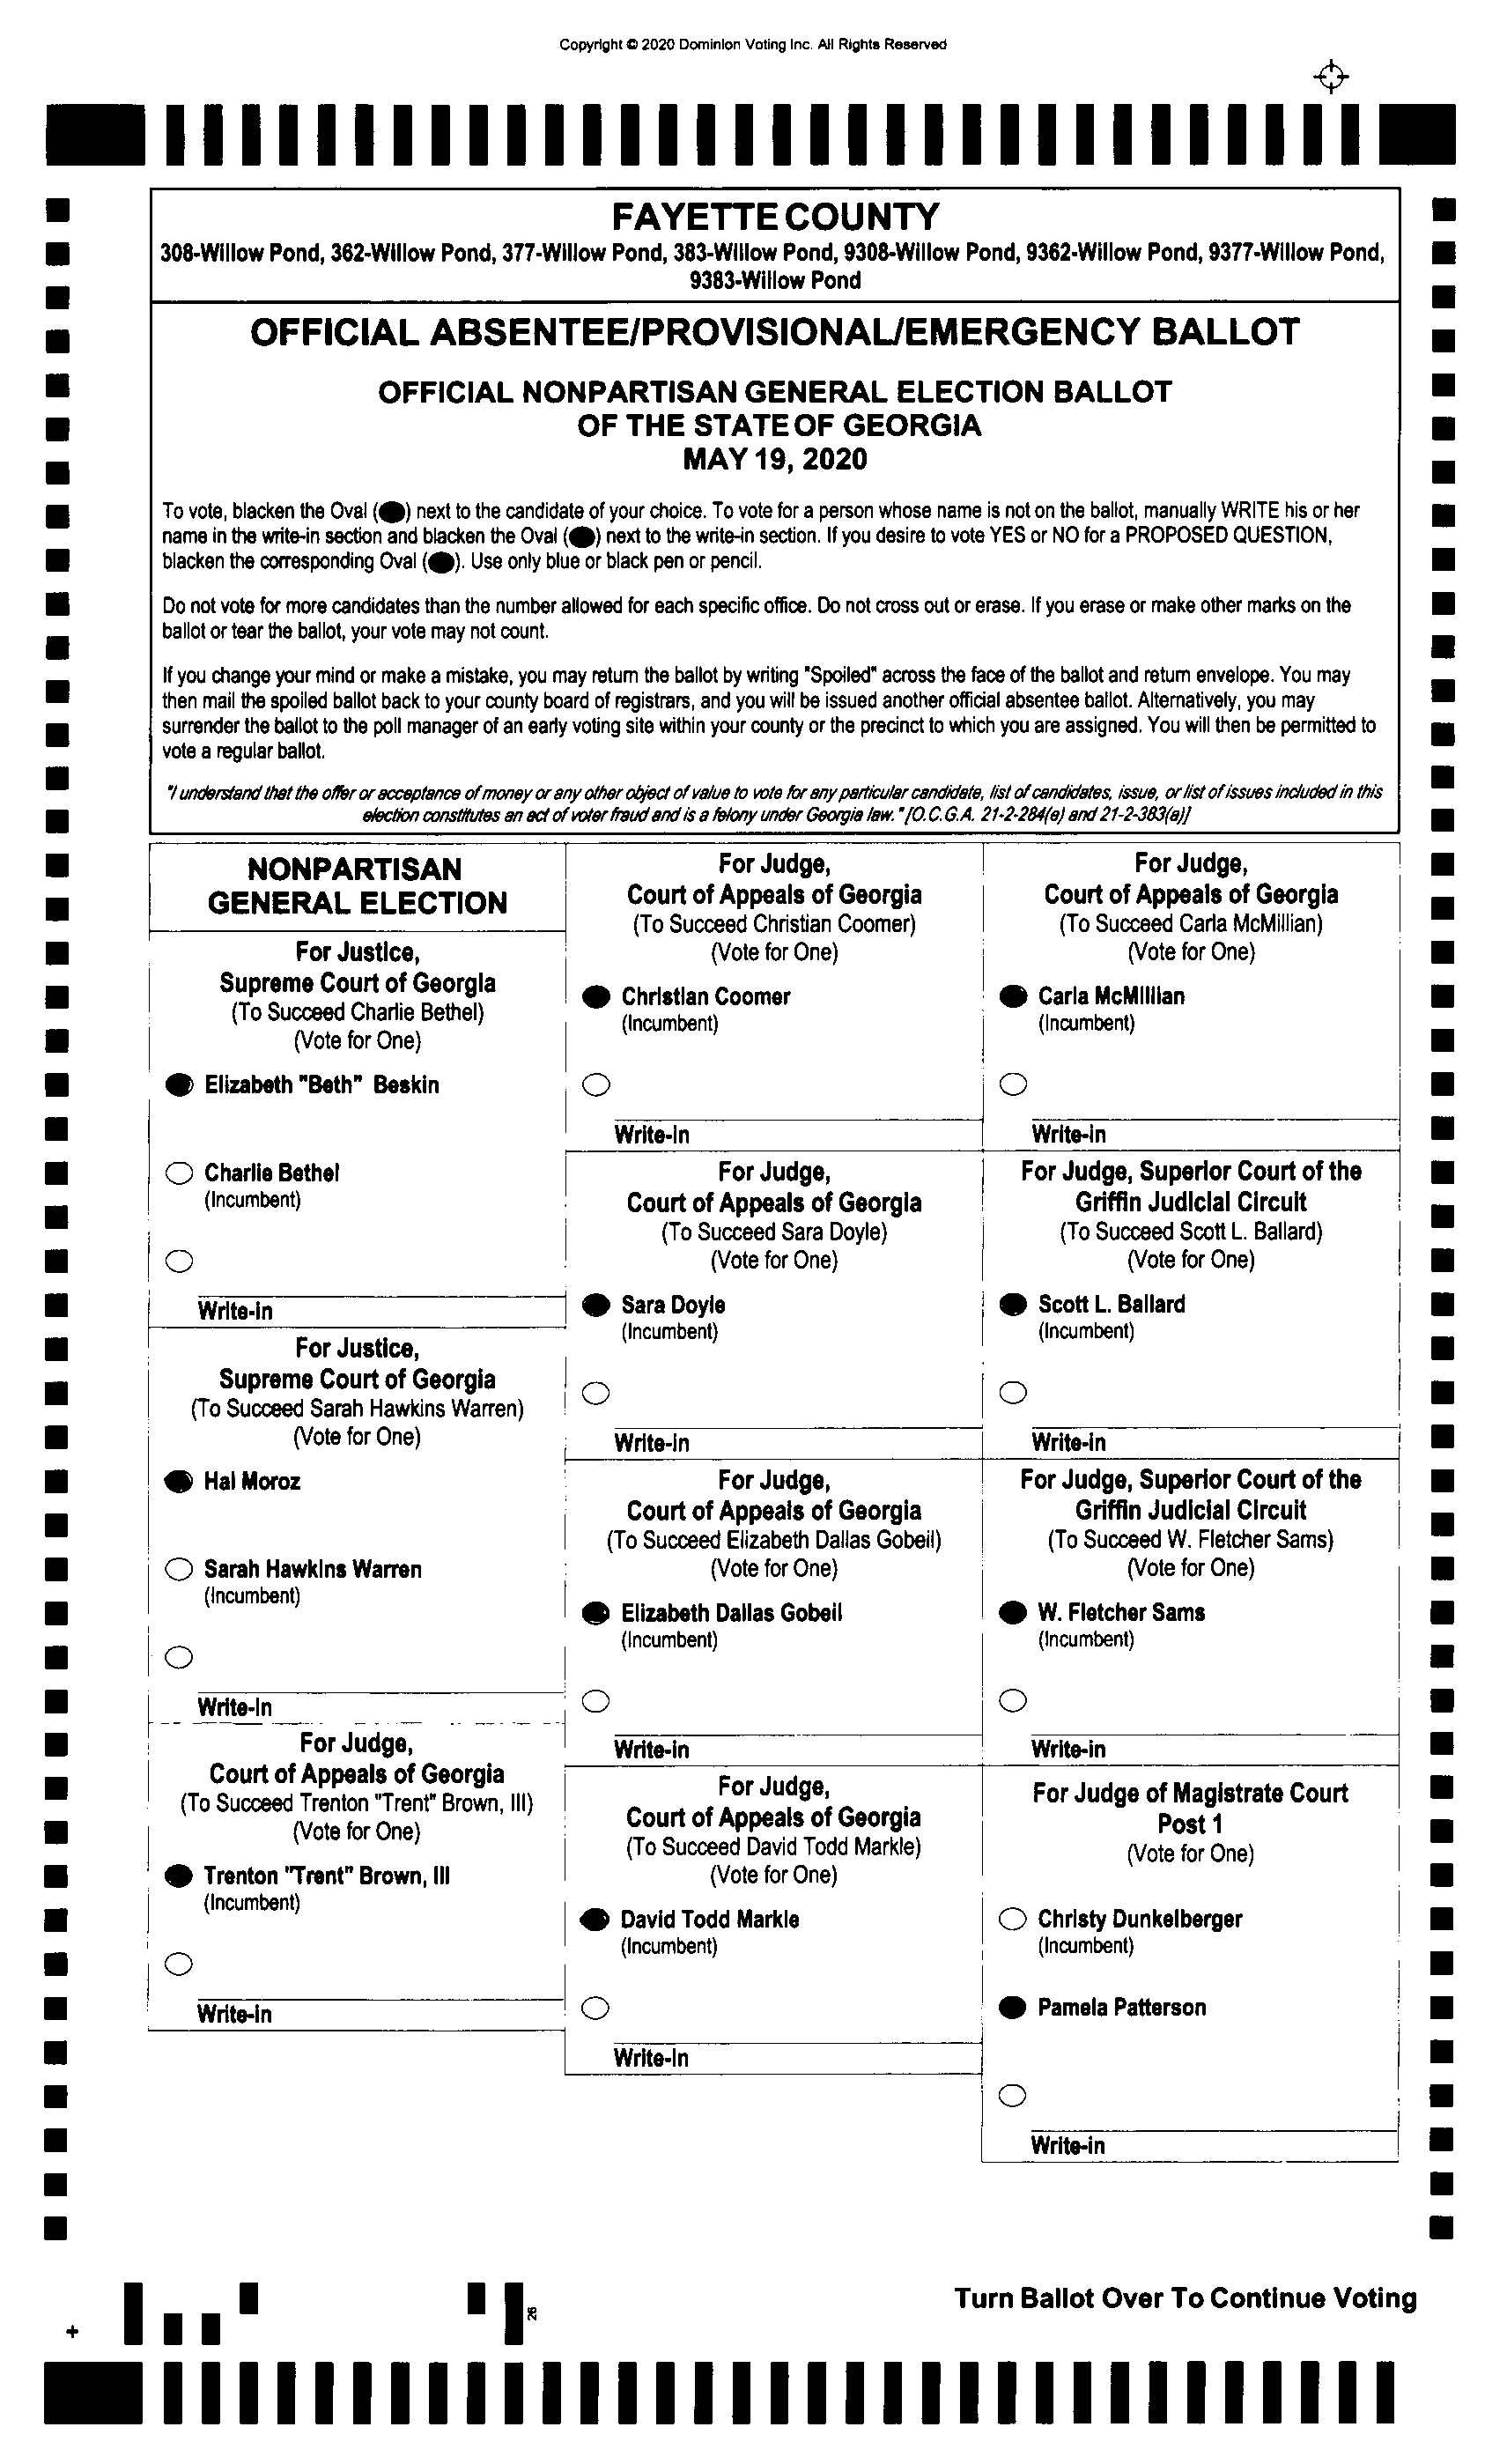 Copyright © 2020 Dominion Voting Inc. All Rights Reserved
FAYETTE COUNTY
308-Willow Pond, 362-Willow Pond, 377-Willow Pond, 383-Willow Pond, 9308-Willow Pond, 9362-Willow Pond, 9377-Willow Pond,
9383-Willow Pond
OFFICIAL ABSENTEE/PROVISIONAL/EMERGENCY BALLOT
OFFICIAL NONPARTISAN GENERAL ELECTION BALLOT
OF THE STATE OF GEORGIA
MAY 19, 2020
To vote, blacken the Oval ( ) next to the candidate of your choice. To vote for a person whose name is not on the ballot, manually WRITE his or her
name in the write-in section and blacken the Oval ( ) next to the write-in section. If you desire to vote YES or NO for a PROPOSED QUESTION,
blacken the corresponding Oval ( ). Use only blue or black pen or pencil.
Do not vote for more candidates than the number allowed for each specific office. Do not cross out or erase. If you erase or make other marks on the
ballot or tear the ballot, your vote may not count.
If you change your mind or make a mistake, you may return the ballot by writing "Spoiled" across the face of the ballot and return envelope. You may
then mail the spoiled ballot back to your county board of registrars, and you will be issued another official absentee ballot. Alternatively, you may
surrender the ballot to the poll manager of an early voting site within your county or the precinct to which you are assigned. You will then be permitted to
vote a regular ballot.
"I understand that the offer or acceptance of money or any other object of value to vote for any particular candidate, list of candidates, issue, or list of issues included in this
election constitutes an act of voter fraud and is a felony under Georgia law." [O.C.G.A. 21-2-284(e) and 21-2-383(a)]
NONPARTISAN
GENERAL ELECTION
For Justice,
Supreme Court of Georgia
(To Succeed Charlie Bethel)
(Vote for One)
Elizabeth "Beth" Beskin
Charlie Bethel
(Incumbent)
Write-in
For Justice,
Supreme Court of Georgia
(To Succeed Sarah Hawkins Warren)
(Vote for One)
Hal Moroz
Sarah Hawkins Warren
(Incumbent)
Write-in
For Judge,
Court of Appeals of Georgia
(To Succeed Trenton "Trent" Brown, III)
(Vote for One)
Trenton "Trent" Brown, III
(Incumbent)
Write-in
For Judge,
Court of Appeals of Georgia
(To Succeed Christian Coomer)
(Vote for One)
Christian Coomer
(Incumbent)
Write-in
For Judge,
Court of Appeals of Georgia
(To Succeed Sara Doyle)
(Vote for One)
Sara Doyle
(Incumbent)
Write-in
For Judge,
Court of Appeals of Georgia
(To Succeed Elizabeth Dallas Gobeil)
(Vote for One)
Elizabeth Dallas Gobeil
(Incumbent)
Write-in
For Judge,
Court of Appeals of Georgia
(To Succeed David Todd Markle)
(Vote for One)
David Todd Markle
(Incumbent)
Write-in
For Judge,
Court of Appeals of Georgia
(To Succeed Carla McMillian)
(Vote for One)
Carla McMillian
(Incumbent)
Write-in
For Judge, Superior Court of the
Griffin Judicial Circuit
(To Succeed Scott L. Ballard)
(Vote for One)
Scott L. Ballard
(Incumbent)
Write-in
For Judge, Superior Court of the
Griffin Judicial Circuit
(To Succeed W. Fletcher Sams)
(Vote for One)
W. Fletcher Sams
(Incumbent)
Write-in
For Judge of Magistrate Court
Post 1
(Vote for One)
Christy Dunkelberger
(Incumbent)
Pamela Patterson
Write-in
26
Turn Ballot Over To Continue Voting